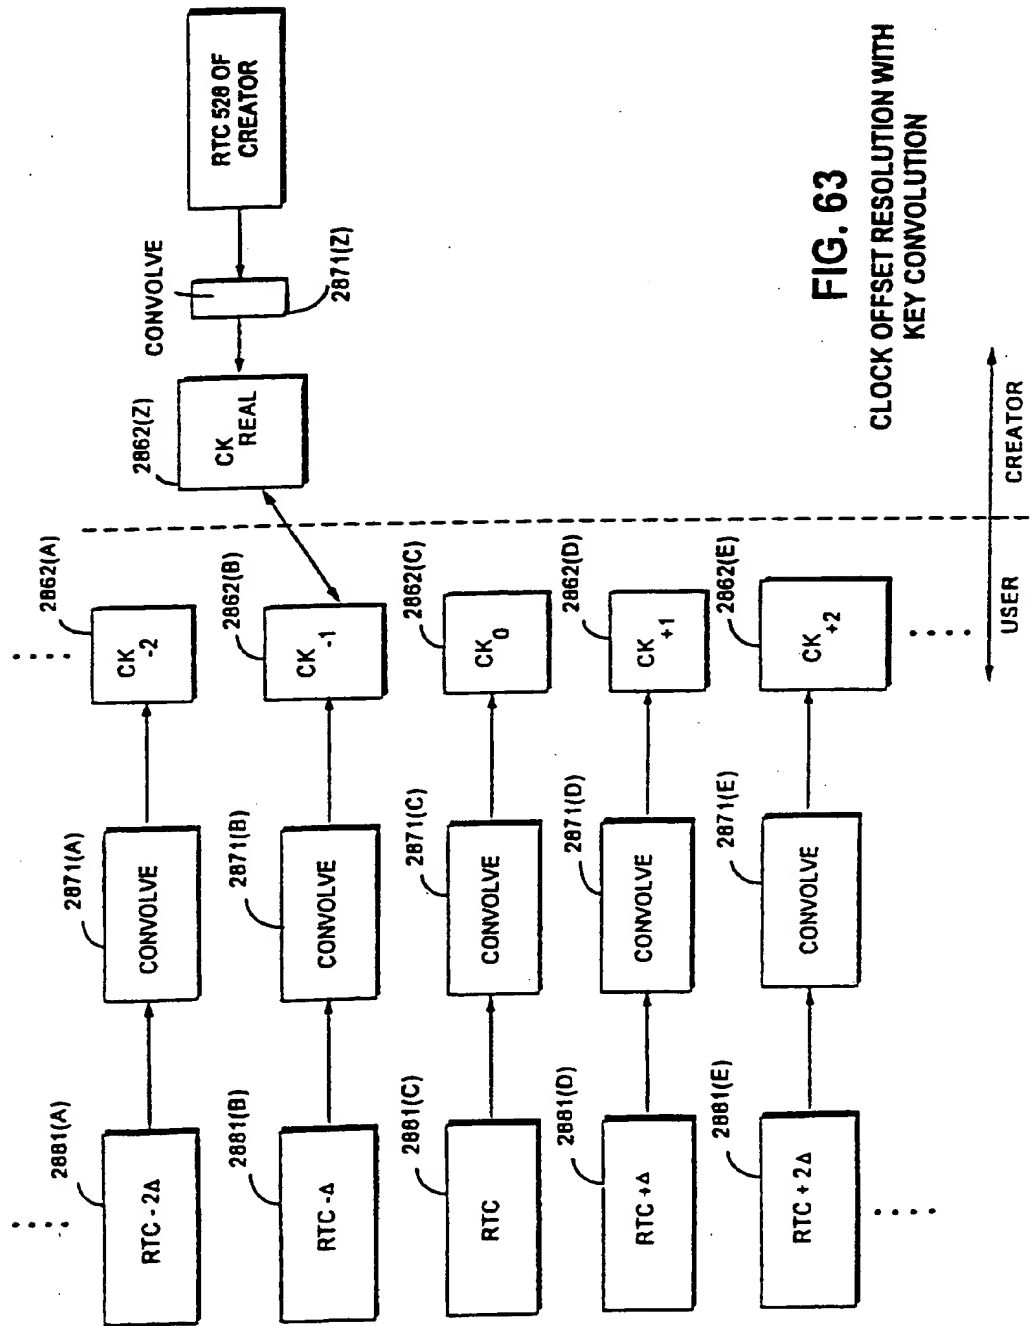 2881(A)
RTC - 2Δ
2871(A)
CONVOLVE
2862(A)
CK -2
2881(B)
RTC - Δ
2871(B)
CONVOLVE
2862(B)
CK -1
2881(C)
RTC
2871(C)
CONVOLVE
2862(C)
CK 0
2881(D)
RTC + Δ
2871(D)
CONVOLVE
2862(D)
CK +1
2881(E)
RTC + 2Δ
2871(E)
CONVOLVE
2862(E)
CK +2
2862(Z)
CK REAL
CONVOLVE
2871(Z)
RTC 528 OF
CREATOR
USER
CREATOR
FIG. 63
CLOCK OFFSET RESOLUTION WITH
KEY CONVOLUTION